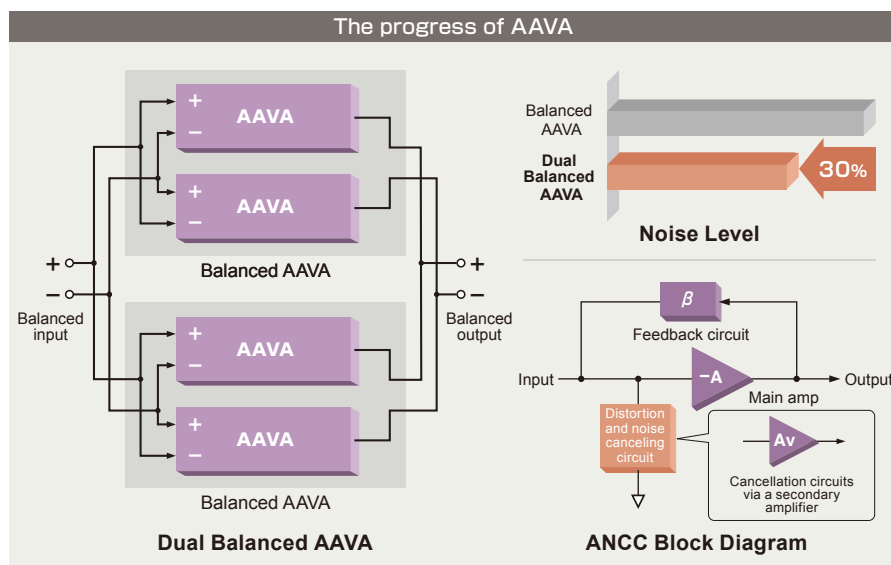 The progress of AAVA
+
−
AAVA
+
−
AAVA
Balanced AAVA
+
−
Balanced
input
+
−
Balanced
output
+
−
AAVA
+
−
AAVA
Balanced AAVA
Dual Balanced AAVA
Balanced
AAVA
Dual
Balanced
AAVA
30%
Noise Level
β
Feedback circuit
Input
−A
Output
Main amp
Distortion
and noise
canceling
circuit
Av
Cancellation circuits
via a secondary
amplifier
ANCC Block Diagram